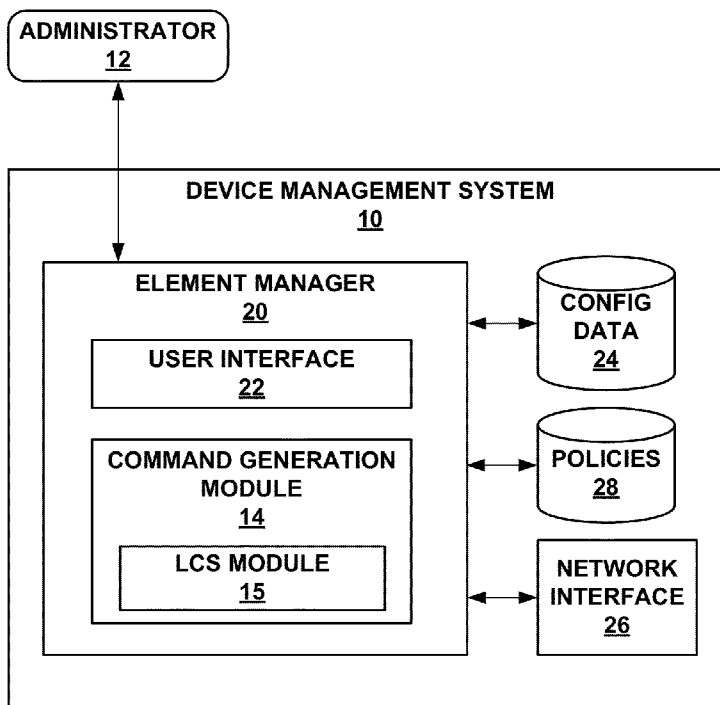 ADMINISTRATOR
12
DEVICE MANAGEMENT SYSTEM
10
ELEMENT MANAGER
20
USER INTERFACE
22
COMMAND GENERATION
MODULE
14
LCS MODULE
15
CONFIG
DATA
24
POLICIES
28
NETWORK
INTERFACE
26